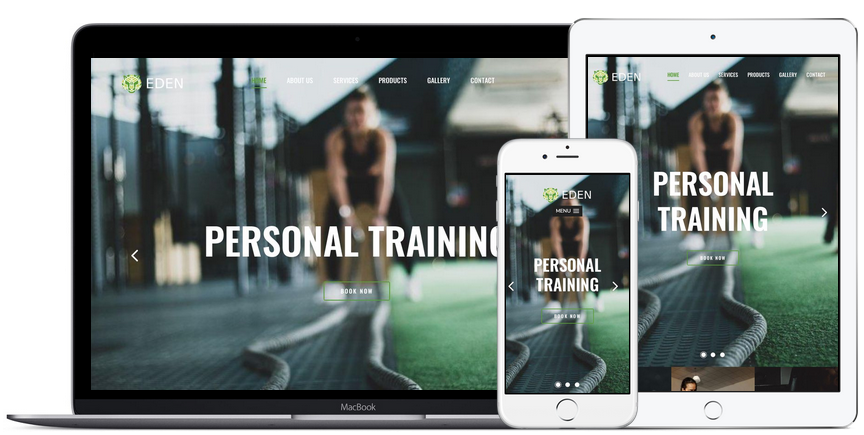 EDEN
HOME ABOUT US SERVICES PRODUCTS GALLERY CONTACT
PERSONAL TRAINING
BOOK NOW
MacBook
EDEN
MENU
PERSONAL
TRAINING
BOOK NOW
EDEN
HOME ABOUT US SERVICES PRODUCTS GALLERY CONTACT
PERSONAL
TRAINING
BOOK NOW